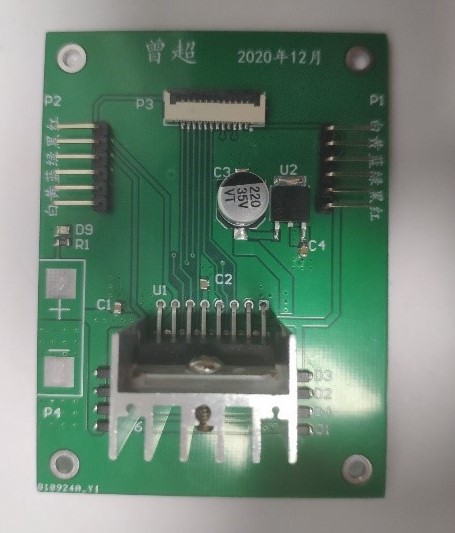 曾超 2020年12月
P2 P3 P1
红
黑
绿
蓝
黄
白
白
黄
蓝
绿
黑
红
C3 U2
220
35V
VT
D9
R1
C4
U1 C2
C1
+
−
P4
D3
D2
D1
010924A_V1